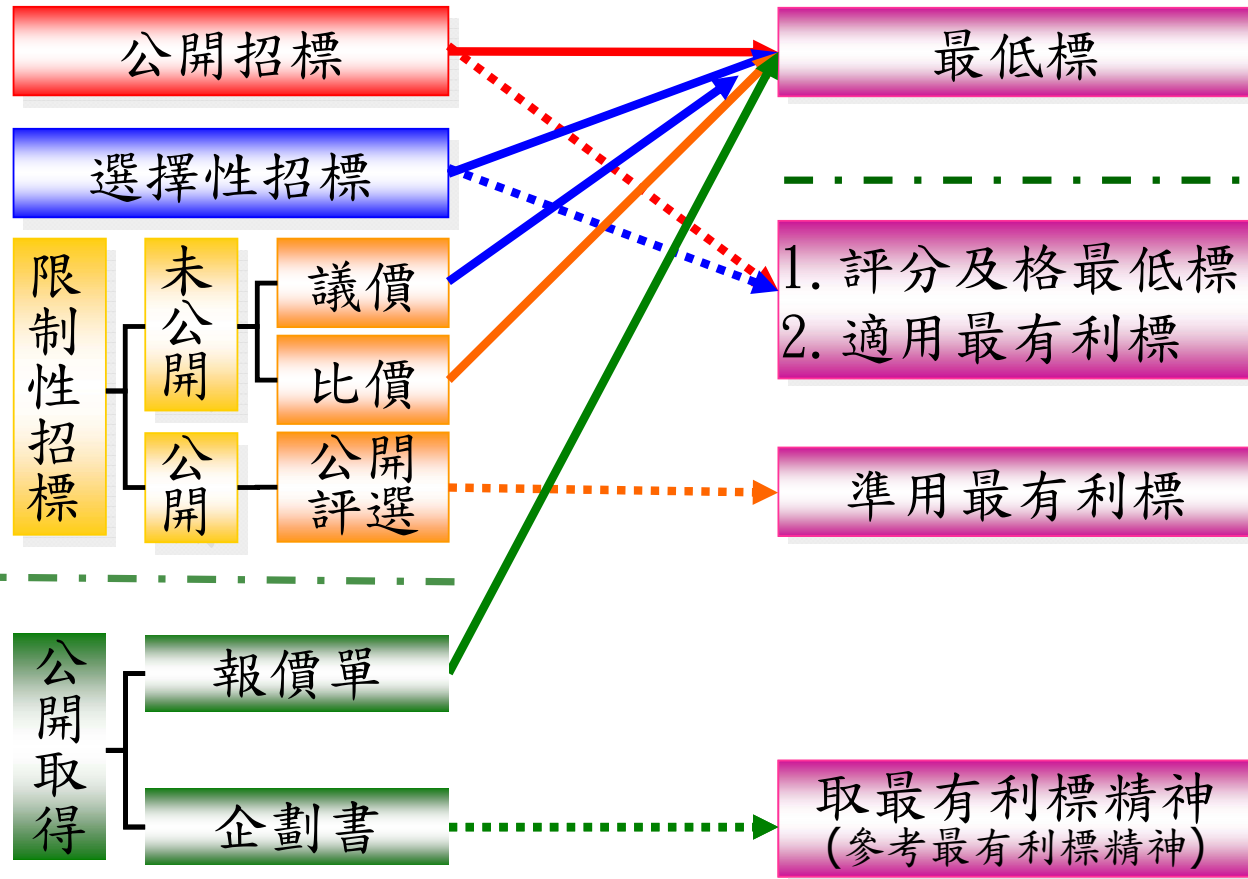 公開招標
選擇性招標
限制性招標
未公開
議價
比價
公開
公開
評選
公開取得
報價單
企劃書
最低標
1. 評分及格最低標
2. 適用最有利標
準用最有利標
取最有利標精神
(參考最有利標精神)